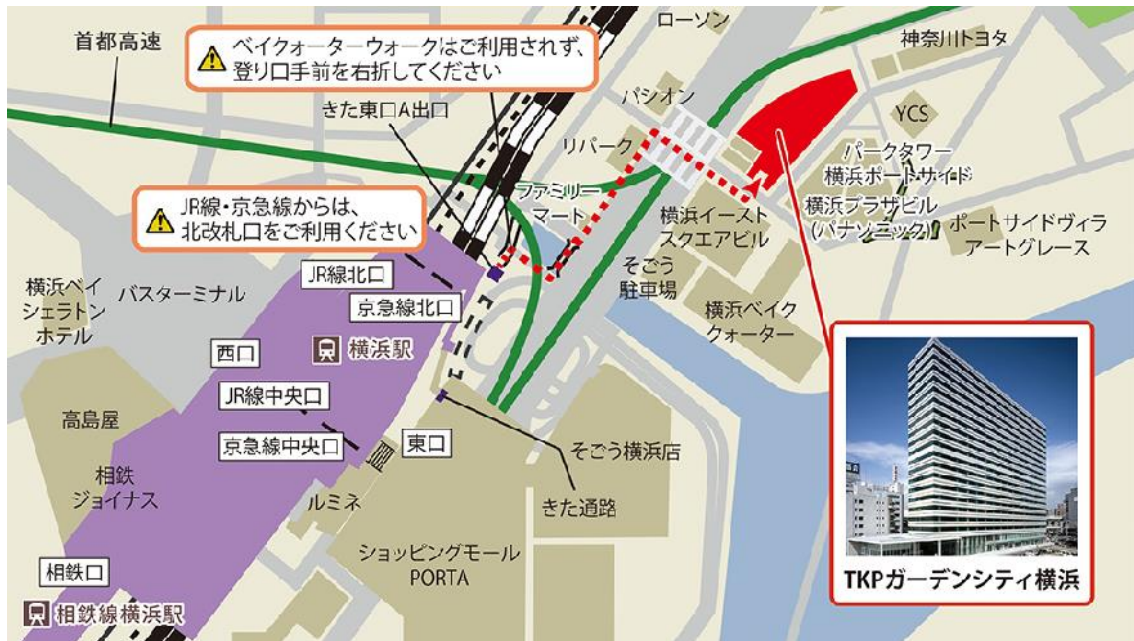 首都高速
ベイクォーターウォークはご利用されず、
登り口手前を右折してください
きた東口A出口
ローソン
神奈川トヨタ
パシオン
リパーク
YCS
パークタワー
横浜ポートサイド
横浜プラザビル
(パナソニック)
ポートサイドヴィラ
アートグレース
ファミリー
マート
横浜イースト
スクエアビル
JR線・京急線からは、
北改札口をご利用ください
そごう
駐車場
横浜ベイ
クォーター
JR線北口
京急線北口
横浜ベイ
シェラトン
ホテル
バスターミナル
西口
横浜駅
JR線中央口
京急線中央口
東口
高島屋
相鉄
ジョイナス
ルミネ
そごう横浜店
きた通路
ショッピングモール
PORTA
相鉄口
相鉄線横浜駅
TKPガーデンシティ横浜